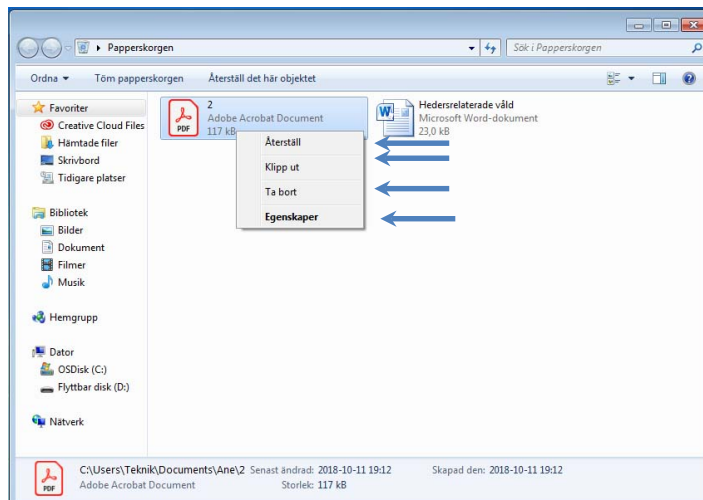 Papperskorgen
Sök i Papperskorgen
Ordna Töm papperskorgen Återställ det här objektet
Favoriter
Creative Cloud Files
Hämtade filer
Skrivbord
Tidigare platser
Bibliotek
Bilder
Dokument
Filmer
Musik
Hemgrupp
Dator
OSDisk (C:)
Flyttbar disk (D:)
Nätverk
PDF
2
Adobe Acrobat Document
117 kB
W
Hedersrelaterade våld
Microsoft Word-dokument
23,0 kB
Återställ
Klipp ut
Ta bort
Egenskaper
PDF
C:\Users\Teknik\Documents\Ane\2 Senast ändrad: 2018-10-11 19:12 Skapad den: 2018-10-11 19:12
Adobe Acrobat Document Storlek: 117 kB